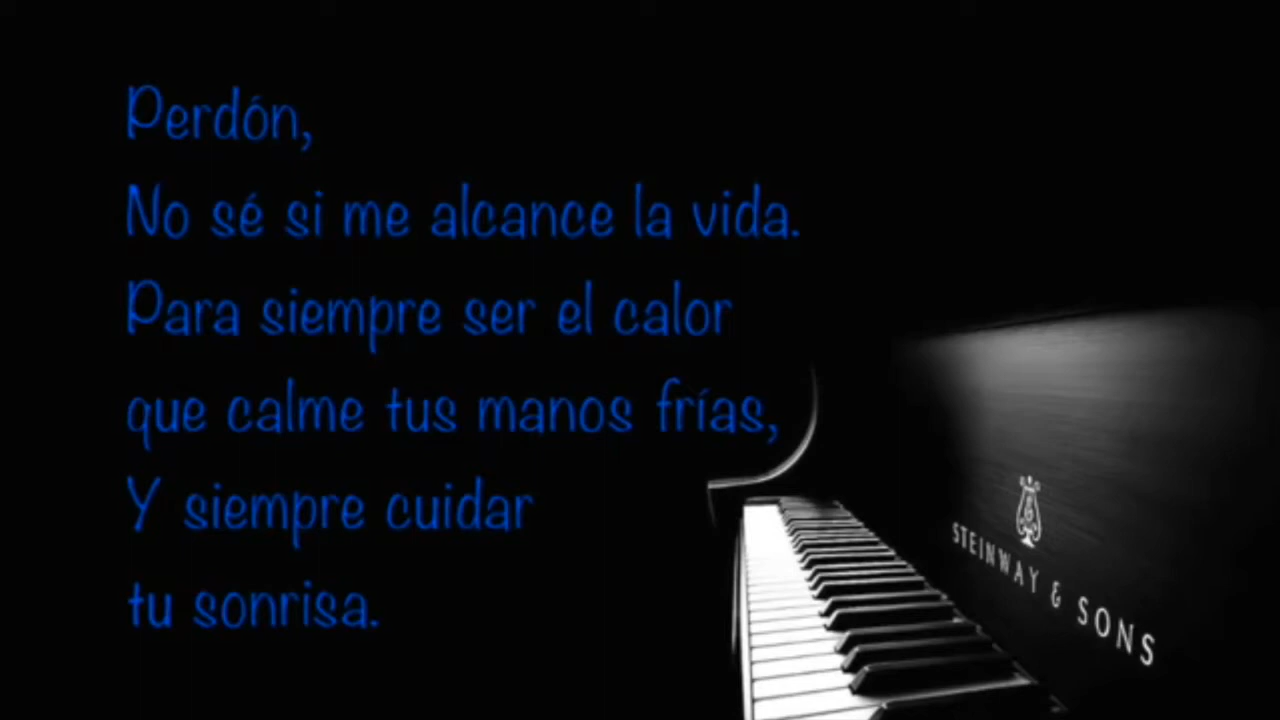 Perdón,
No sé si me alcance la vida.
Para siempre ser el calor
que calme tus manos frías,
Y siempre cuidar
tu sonrisa.
STEINWAY & SONS